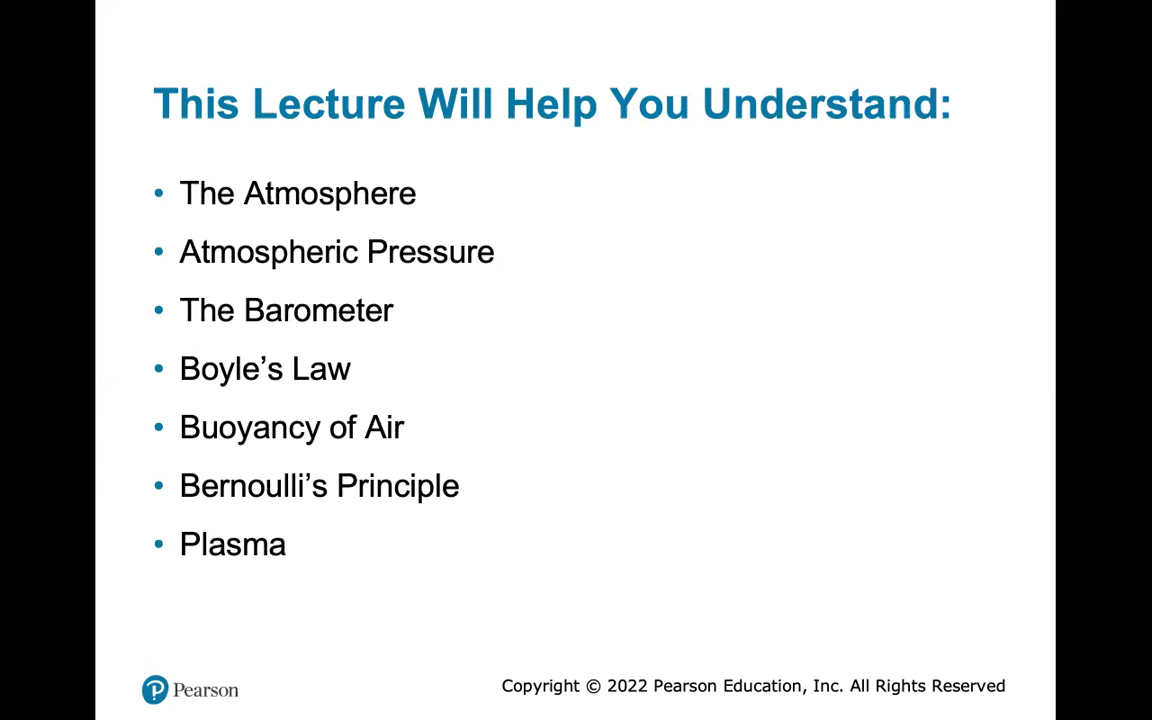 This Lecture Will Help You Understand:
• The Atmosphere
• Atmospheric Pressure
• The Barometer
• Boyle’s Law
• Buoyancy of Air
• Bernoulli’s Principle
• Plasma
Pearson
Copyright © 2022 Pearson Education, Inc. All Rights Reserved